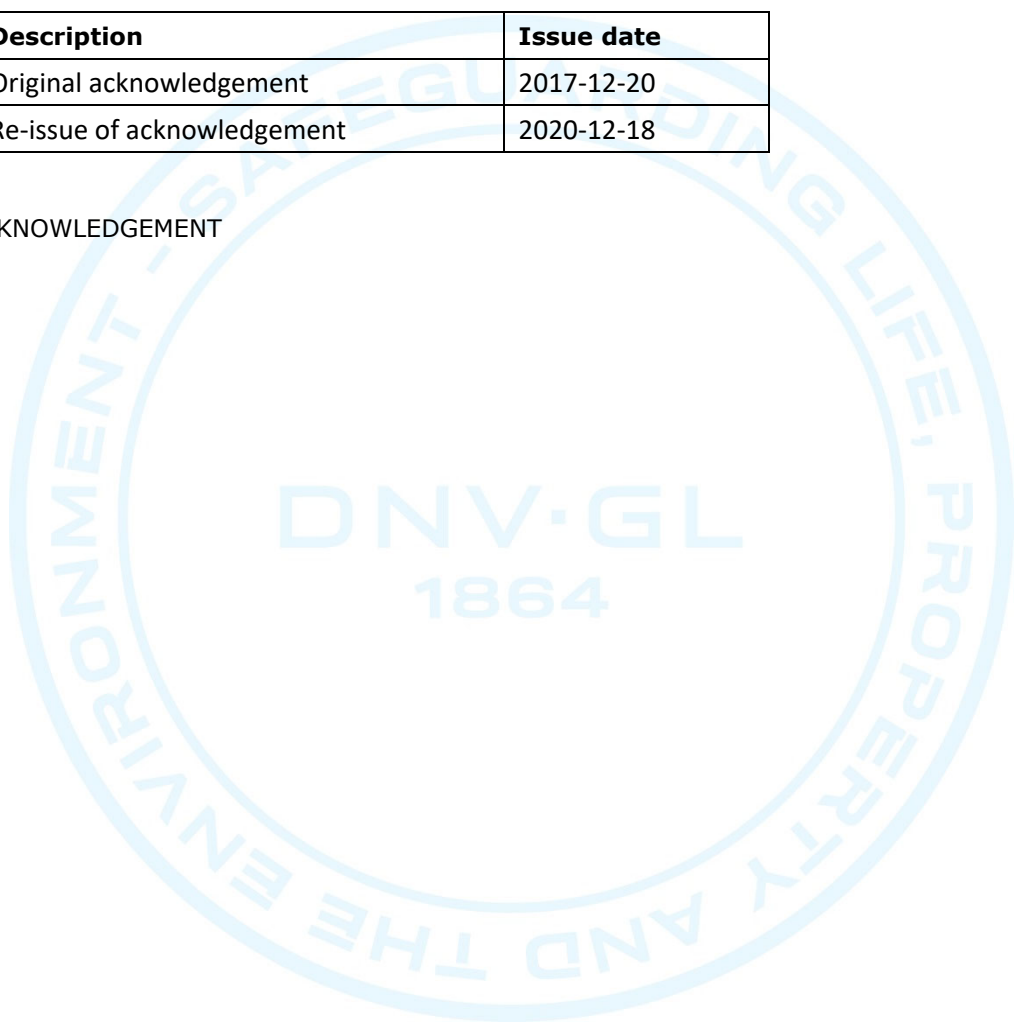 Description Issue date
Original acknowledgement 2017-12-20
Re-issue of acknowledgement 2020-12-18
KNOWLEDGEMENT
SAFEGUARDING LIFE, PROPERTY AND THE ENVIRONMENT -
DNV·GL
1864